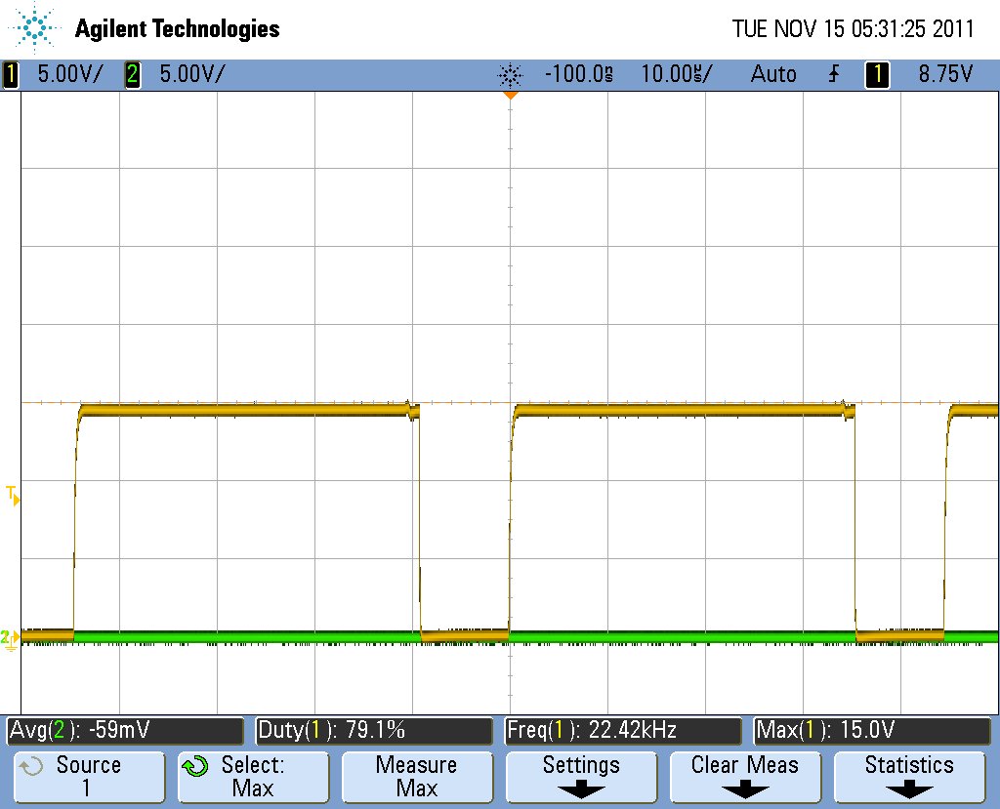 Agilent Technologies TUE NOV 15 05:31:25 2011
1 5.00V/ 2 5.00V/ -100.0ns 10.00us/ Auto 1 8.75V
T
2
Avg(2): -59mV Duty(1): 79.1% Freq(1): 22.42kHz Max(1): 15.0V
Source Select: Measure Settings Clear Meas Statistics
1 Max Max